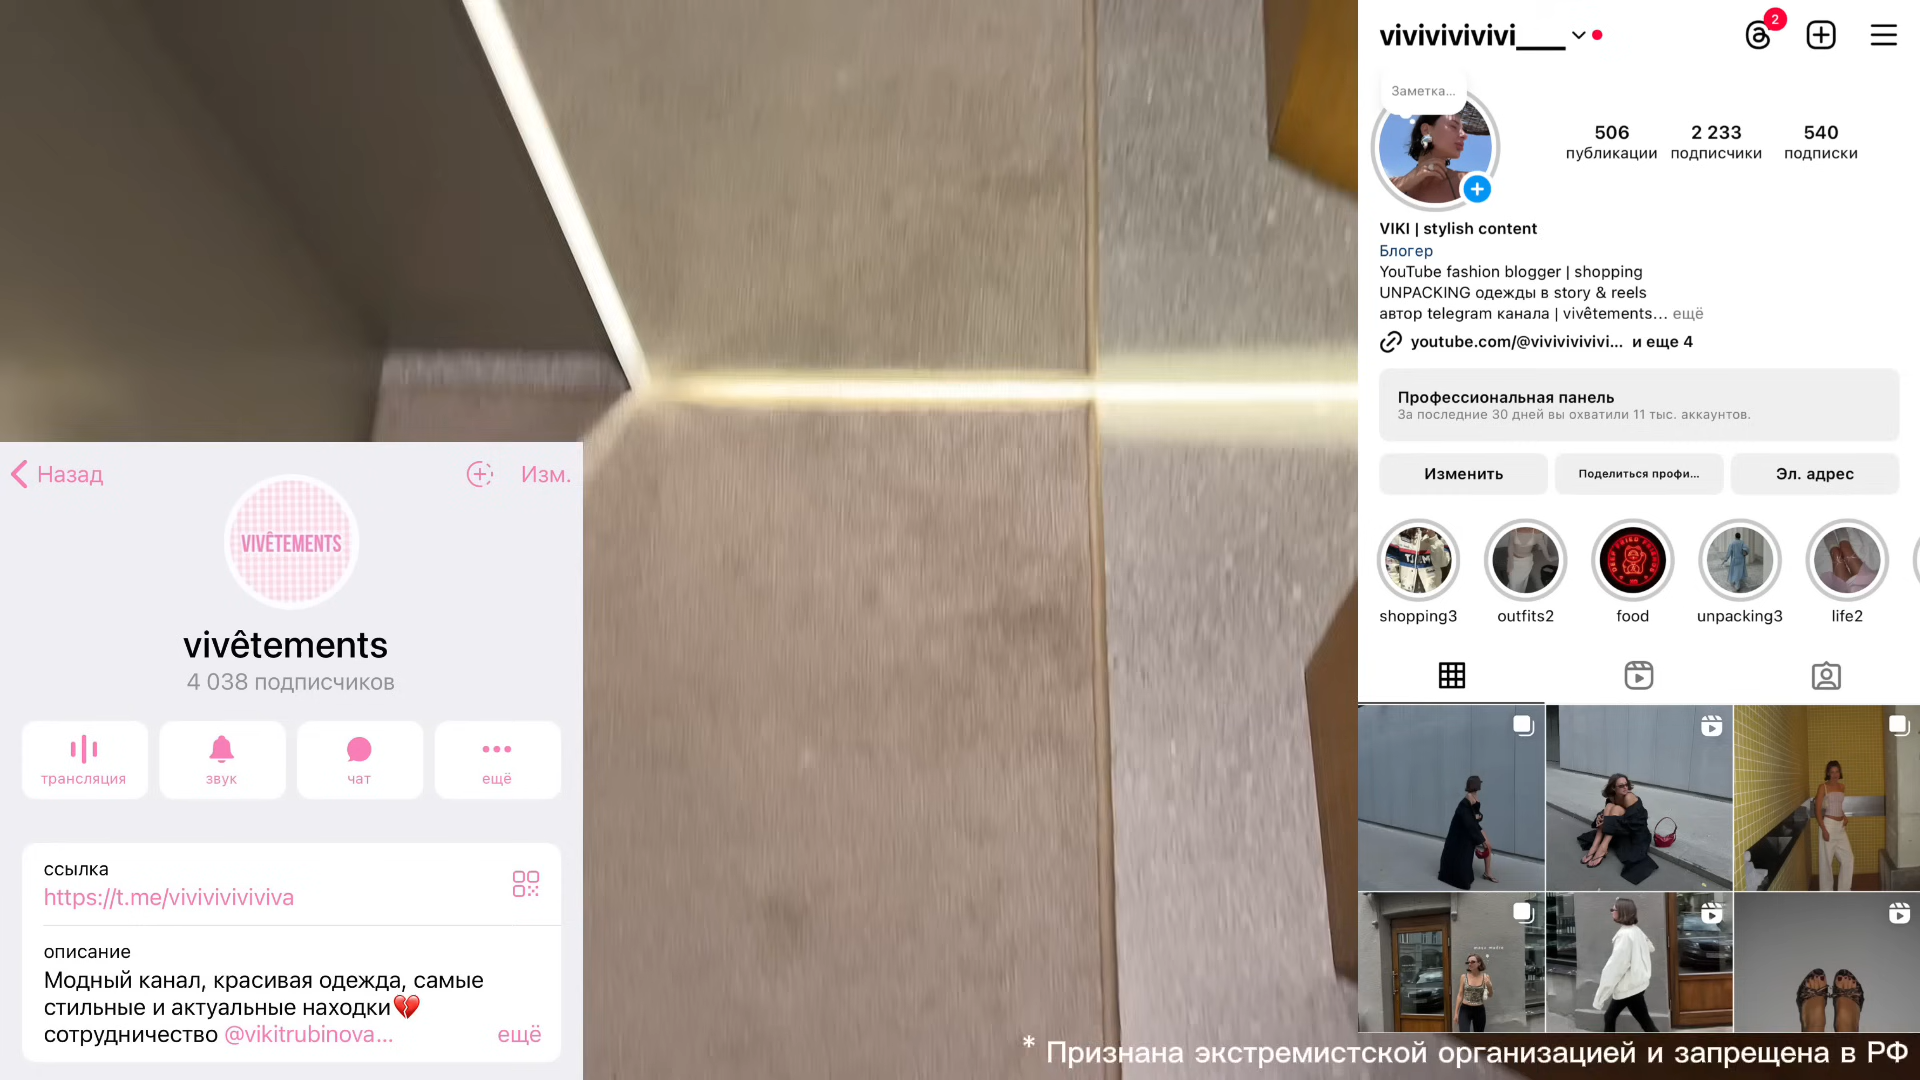 Назад
Изм.
VIVÊTEMENTS
vivêtements
4 038 подписчиков
трансляция
звук
чат
ещё
ссылка
https://t.me/viviviviviviva
описание
Модный канал, красивая одежда, самые
стильные и актуальные находки💔
сотрудничество @vikitrubinova... ещё
vivivivivivi____
2
Заметка...
506 2 233 540
публикации подписчики подписки
VIKI | stylish content
Блогер
YouTube fashion blogger | shopping
UNPACKING одежды в story & reels
автор telegram канала | vivêtements... ещё
youtube.com/@vivivivivivi... и еще 4
Профессиональная панель
За последние 30 дней вы охватили 11 тыс. аккаунтов.
Изменить
Поделиться профи...
Эл. адрес
shopping3
outfits2
food
unpacking3
life2
* Признана экстремистской организацией и запрещена в РФ